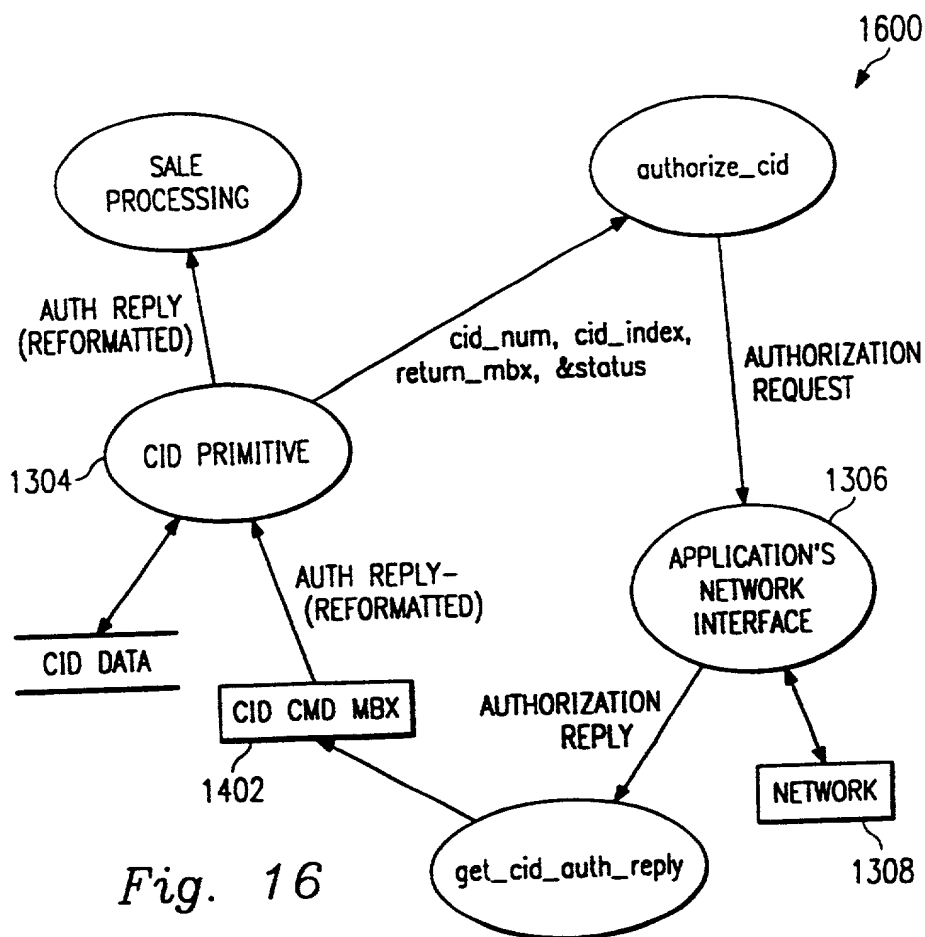 1600
SALE
PROCESSING
authorize_cid
AUTH REPLY
(REFORMATTED)
cid_num, cid_index,
return_mbx, &status
AUTHORIZATION
REQUEST
1304
CID PRIMITIVE
1306
AUTH REPLY-
(REFORMATTED)
APPLICATION'S
NETWORK
INTERFACE
CID DATA
CID CMD MBX
AUTHORIZATION
REPLY
1402
NETWORK
get_cid_auth_reply
1308
Fig. 16